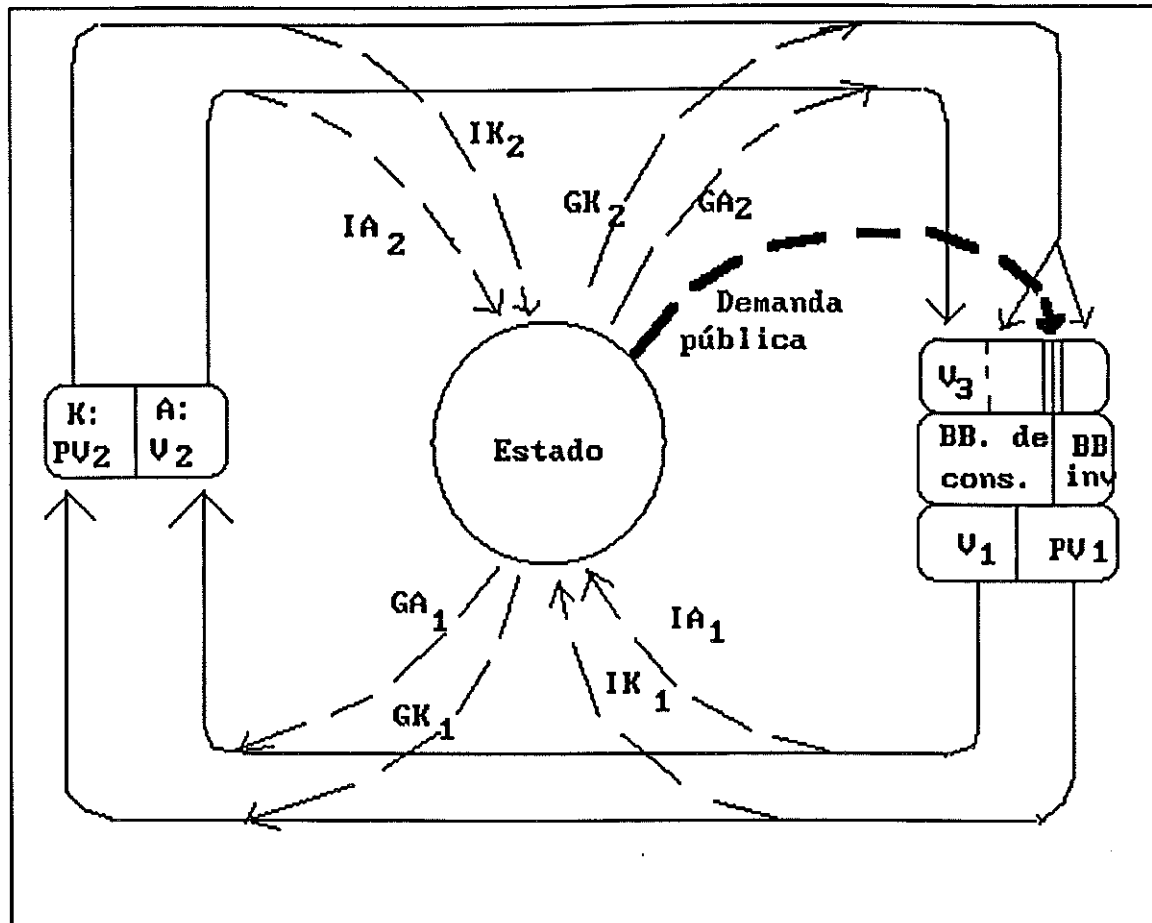 IK2
IA2
GK2
GA2
Demanda
pública
K:
PV2
A:
V2
Estado
V3
BB. de
cons.
BB
inv
V1
PV1
GA1
GK1
IA1
IK1